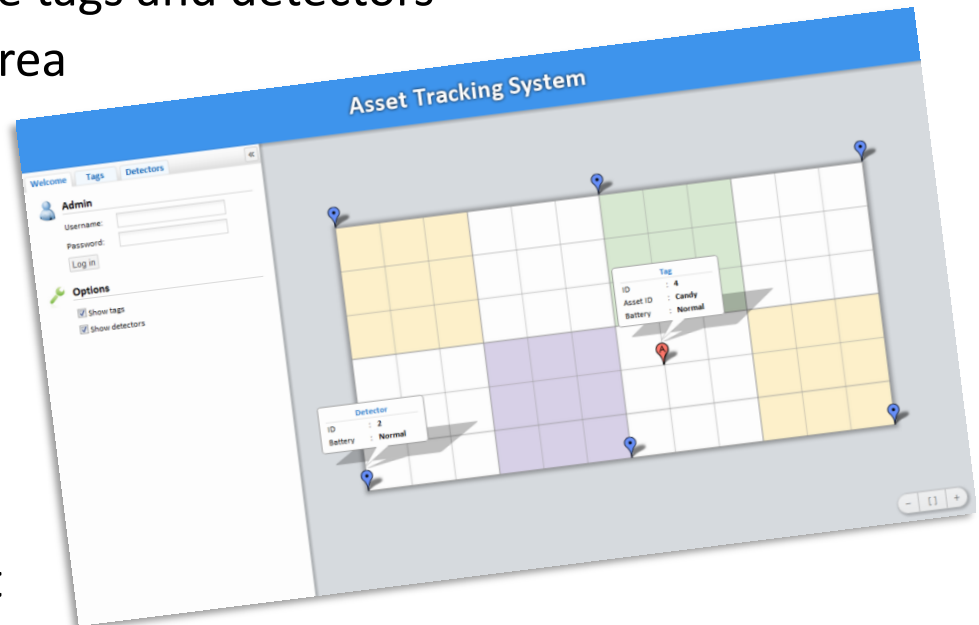 e tags and detectors
rea
Asset Tracking System
«
Welcome Tags Detectors
Admin
Username:
Password:
Log in
Options
Show tags
Show detectors
Tag
ID : 4
Asset ID : Candy
Battery : Normal
A
Detector
ID : 2
Battery : Normal
− [ ] +
t